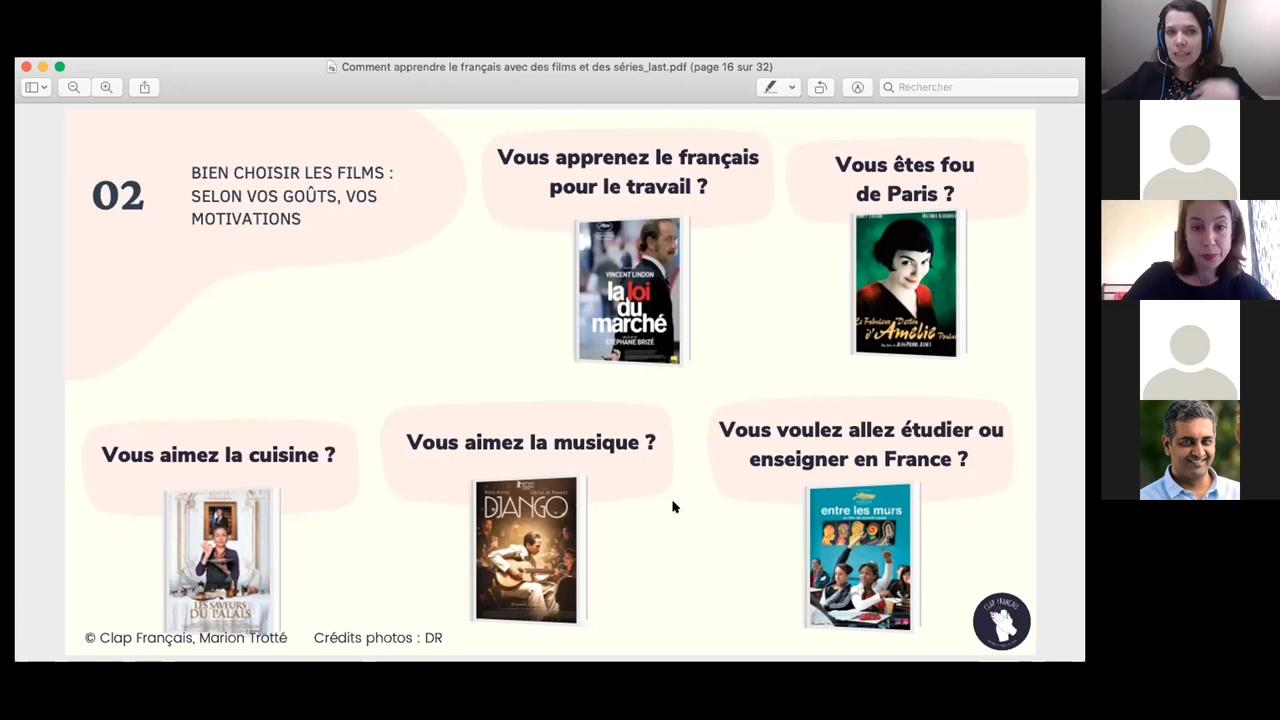 Comment apprendre le français avec des films et des séries_last.pdf (page 16 sur 32)
Rechercher
02
BIEN CHOISIR LES FILMS :
SELON VOS GOÛTS, VOS
MOTIVATIONS
Vous apprenez le français
pour le travail ?
VINCENT LINDON
la loi
du
marché
STÉPHANE BRIZÉ
Vous êtes fou
de Paris ?
Le Fabuleux Destin
d'Amélie Poulain
Vous aimez la cuisine ?
LES SAVEURS
DU PALAIS
Vous aimez la musique ?
DJANGO
Vous voulez allez étudier ou
enseigner en France ?
entre les murs
© Clap Français, Marion Trotté
Crédits photos : DR
CLAP FRANÇAIS